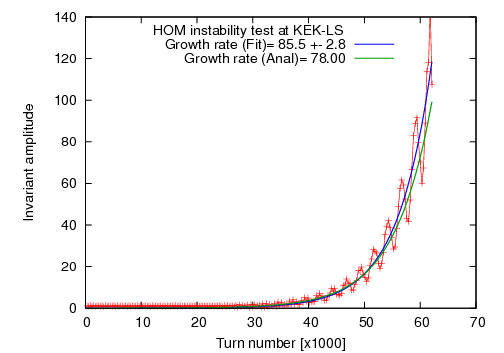 HOM instability test at KEK-LS
Growth rate (Fit)= 85.5 +- 2.8
Growth rate (Anal)= 78.00
Invariant amplitude
140
120
100
80
60
40
20
0
0 10 20 30 40 50 60 70
Turn number [x1000]